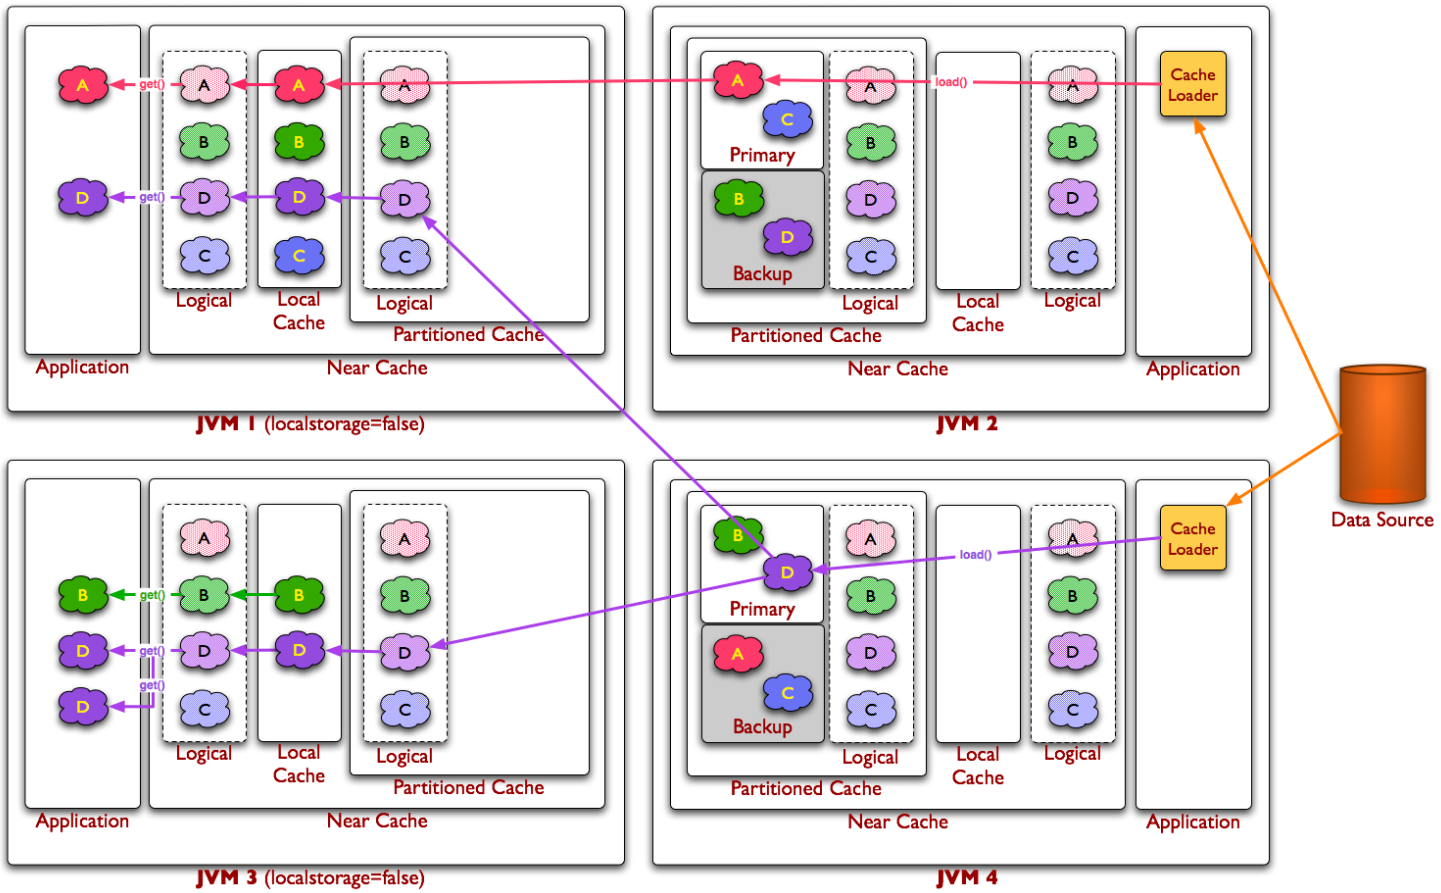 A get() A A A
B B B
D get() D D D
C C C
Logical
Local
Cache
Logical
Partitioned Cache
Application
Near Cache
JVM 1 (localstorage=false)
A A load() A Cache
Loader
C
Primary
B B
B D D
D
Backup
C C
Logical
Local
Cache
Logical
Partitioned Cache
Near Cache
Application
JVM 2
Data Source
A A
B get() B B B
D get() D D D
get()
D C C
Logical
Local
Cache
Logical
Partitioned Cache
Application
Near Cache
JVM 3 (localstorage=false)
B A A Cache
Loader
load()
D
Primary
B B
A D D
C
Backup
C C
Logical
Local
Cache
Logical
Partitioned Cache
Near Cache
Application
JVM 4